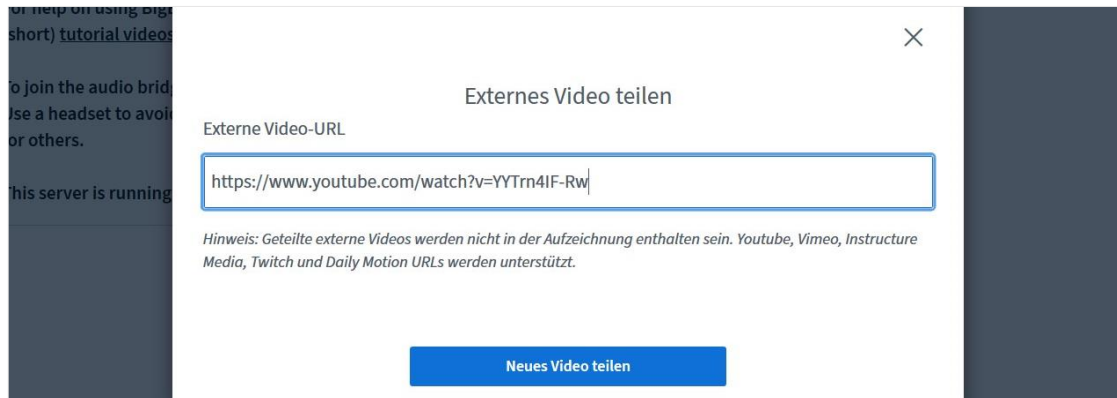 or help on using Big
short) tutorial videos
To join the audio brid
Use a headset to avoi
or others.
This server is running
Externes Video teilen
Externe Video-URL
https://www.youtube.com/watch?v=YYTrn4IF-Rw
Hinweis: Geteilte externe Videos werden nicht in der Aufzeichnung enthalten sein. Youtube, Vimeo, Instructure
Media, Twitch und Daily Motion URLs werden unterstützt.
Neues Video teilen